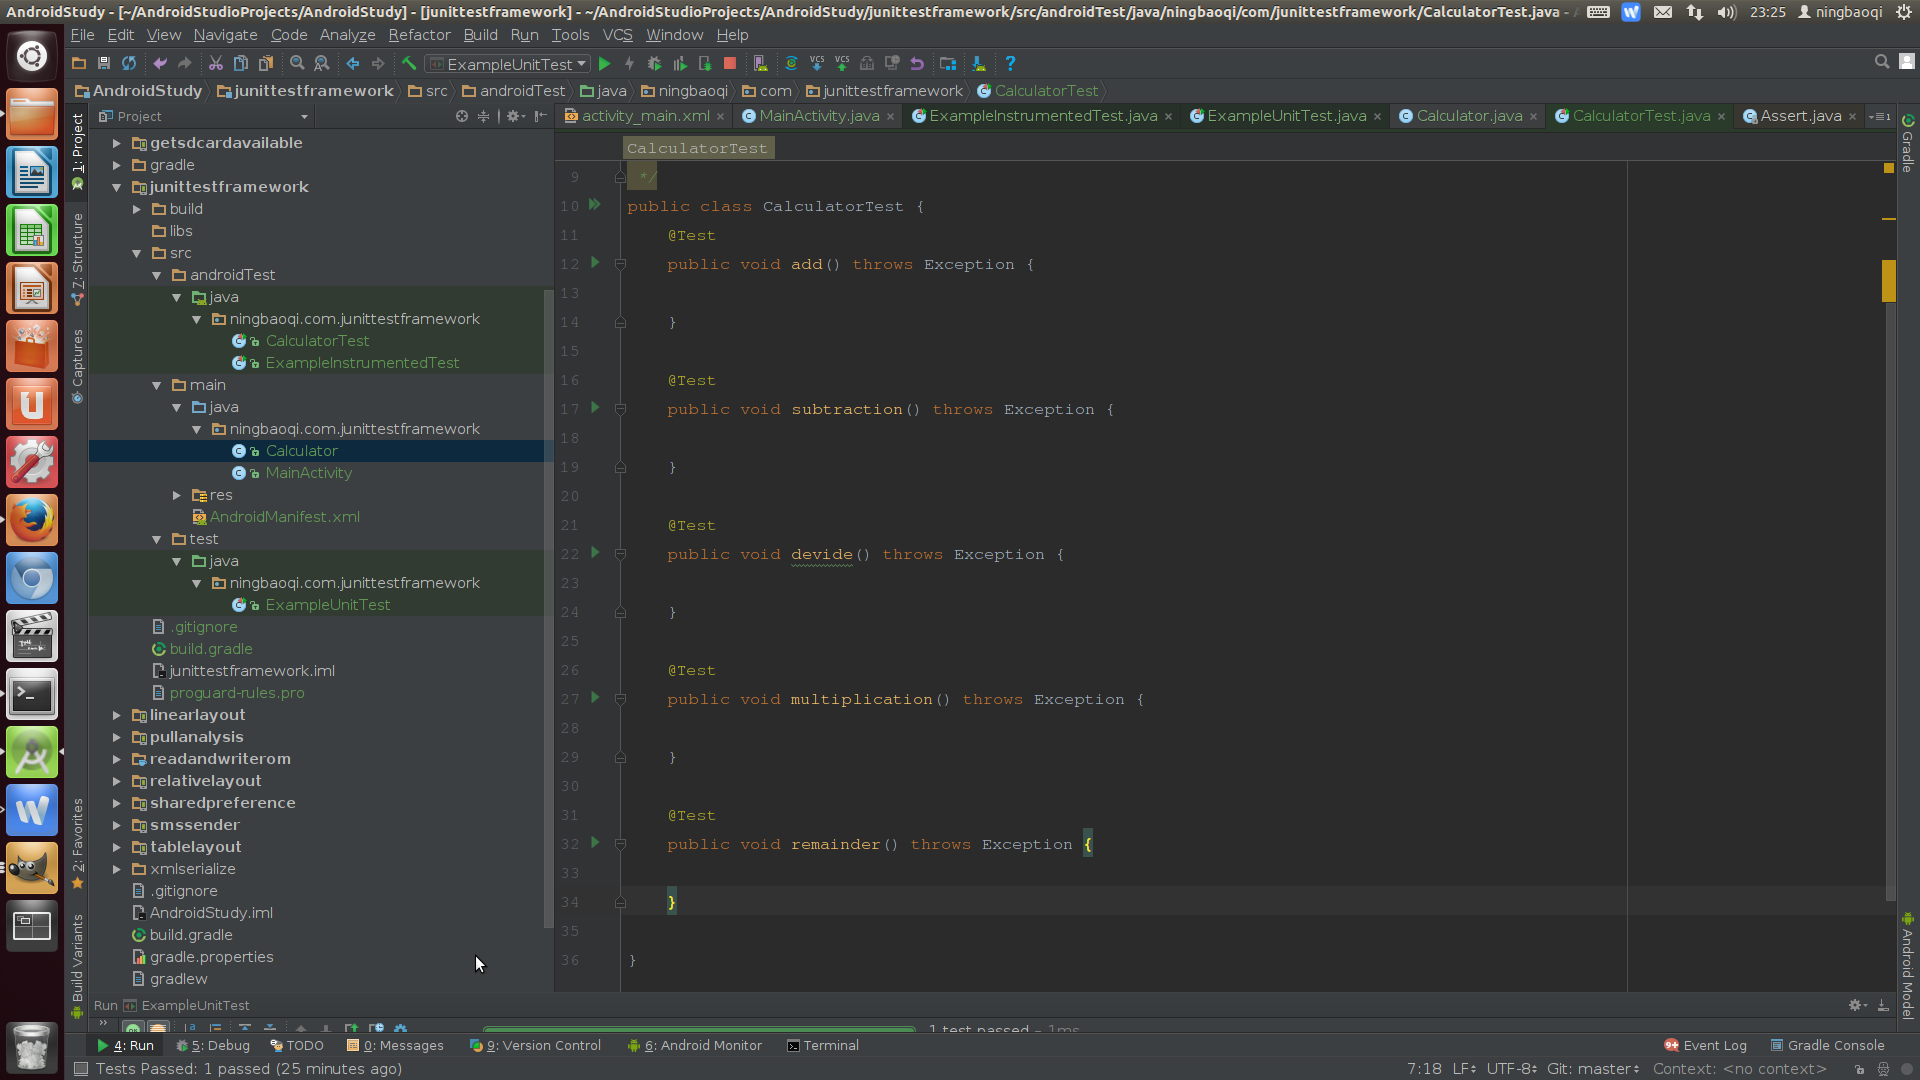 AndroidStudy - [~/AndroidStudioProjects/AndroidStudy] - [junittestframework] - ~/AndroidStudioProjects/AndroidStudy/junittestframework/src/androidTest/java/ningbaoqi/com/junittestframework/CalculatorTest.java -
23:25 ningbaoqi
File Edit View Navigate Code Analyze Refactor Build Run Tools VCS Window Help
ExampleUnitTest VCS VCS ?
AndroidStudy junittestframework src androidTest java ningbaoqi com junittestframework CalculatorTest
Project
activity_main.xml MainActivity.java ExampleInstrumentedTest.java ExampleUnitTest.java Calculator.java CalculatorTest.java Assert.java
1: Project
7: Structure
Captures
2: Favorites
Build Variants
getsdcardavailable
gradle
junittestframework
build
libs
src
androidTest
java
ningbaoqi.com.junittestframework
CalculatorTest
ExampleInstrumentedTest
main
java
ningbaoqi.com.junittestframework
Calculator
MainActivity
res
AndroidManifest.xml
test
java
ningbaoqi.com.junittestframework
ExampleUnitTest
.gitignore
build.gradle
junittestframework.iml
proguard-rules.pro
linearlayout
pullanalysis
readandwriterom
relativelayout
sharedpreference
smssender
tablelayout
xmlserialize
.gitignore
AndroidStudy.iml
build.gradle
gradle.properties
gradlew
CalculatorTest
9 */
10 public class CalculatorTest {
11 @Test
12 public void add() throws Exception {
13
14 }
15
16 @Test
17 public void subtraction() throws Exception {
18
19 }
20
21 @Test
22 public void devide() throws Exception {
23
24 }
25
26 @Test
27 public void multiplication() throws Exception {
28
29 }
30
31 @Test
32 public void remainder() throws Exception {
33
34 }
35
36 }
Gradle
Android Model
Run ExampleUnitTest
1 test passed – 1ms
4: Run 5: Debug TODO 0: Messages 9: Version Control 6: Android Monitor Terminal
9+ Event Log Gradle Console
Tests Passed: 1 passed (25 minutes ago)
7:18 LF UTF-8 Git: master Context: <no context>